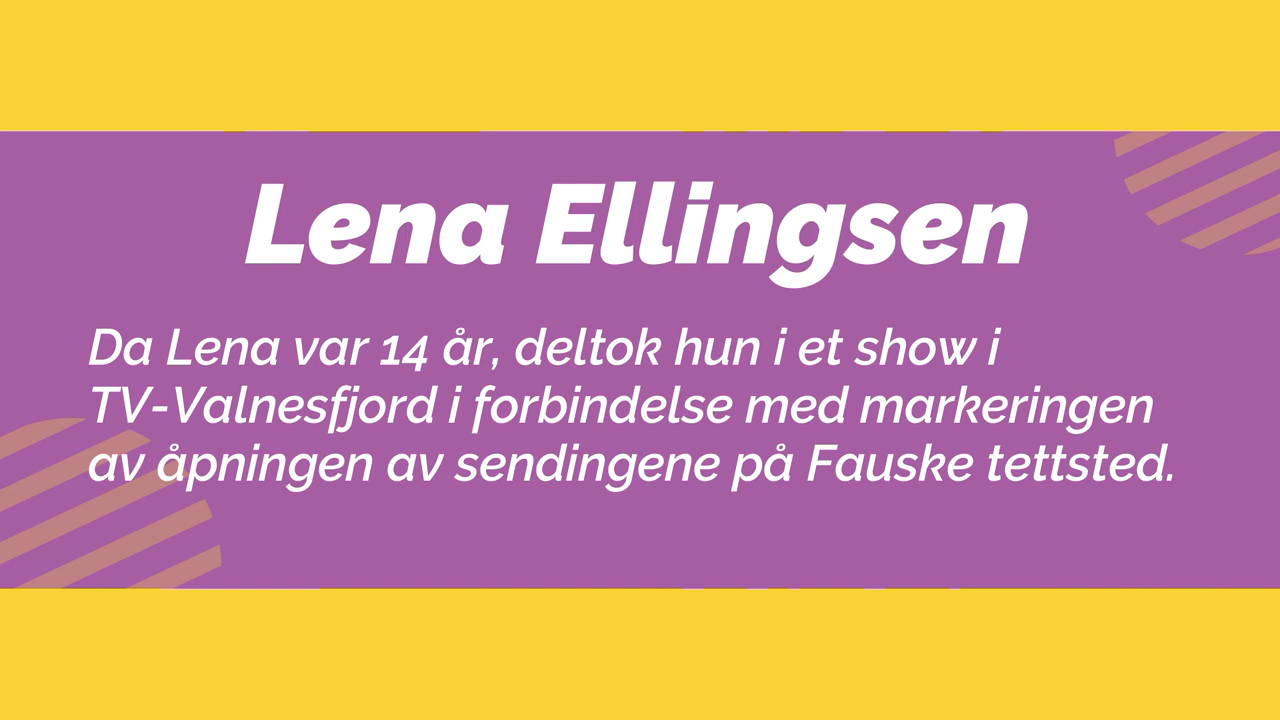 Lena Ellingsen
Da Lena var 14 år, deltok hun i et show i
TV-Valnesfjord i forbindelse med markeringen
av åpningen av sendingene på Fauske tettsted.